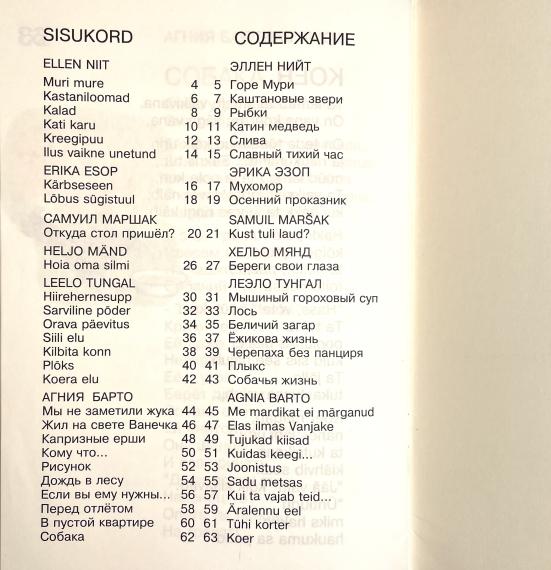 SISUKORD СОДЕРЖАНИЕ
ELLEN NIIT ЭЛЛЕН НИЙТ
Muri mure 4 5 Горе Мури
Kastaniloomad 6 7 Каштановые звери
Kalad 8 9 Рыбки
Kati karu 10 11 Катин медведь
Kreegipuu 12 13 Слива
Ilus vaikne unetund 14 15 Славный тихий час
ERIKA ESOP ЭРИКА ЭЗОП
Kärbseseen 16 17 Мухомор
Lõbus sügistuul 18 19 Осенний проказник
САМУИЛ МАРШАК SAMUIL MARŠAK
Откуда стол пришёл? 20 21 Kust tuli laud?
HELJO MÄND ХЕЛЬО МЯНД
Hoia oma silmi 26 27 Береги свои глаза
LEELO TUNGAL ЛЕЭЛО ТУНГАЛ
Hiirehernesupp 30 31 Мышиный гороховый суп
Sarviline põder 32 33 Лось
Orava päevitus 34 35 Беличий загар
Siili elu 36 37 Ёжикова жизнь
Kilbita konn 38 39 Черепаха без панциря
Plõks 40 41 Плыкс
Koera elu 42 43 Собачья жизнь
АГНИЯ БАРТО AGNIA BARTO
Мы не заметили жука 44 45 Me mardikat ei märganud
Жил на свете Ванечка 46 47 Elas ilmas Vanjake
Капризные ерши 48 49 Tujukad kiisad
Кому что... 50 51 Kuidas keegi...
Рисунок 52 53 Joonistus
Дождь в лесу 54 55 Sadu metsas
Если вы ему нужны... 56 57 Kui ta vajab teid...
Перед отлётом 58 59 Äralennu eel
В пустой квартире 60 61 Tühi korter
Собака 62 63 Koer